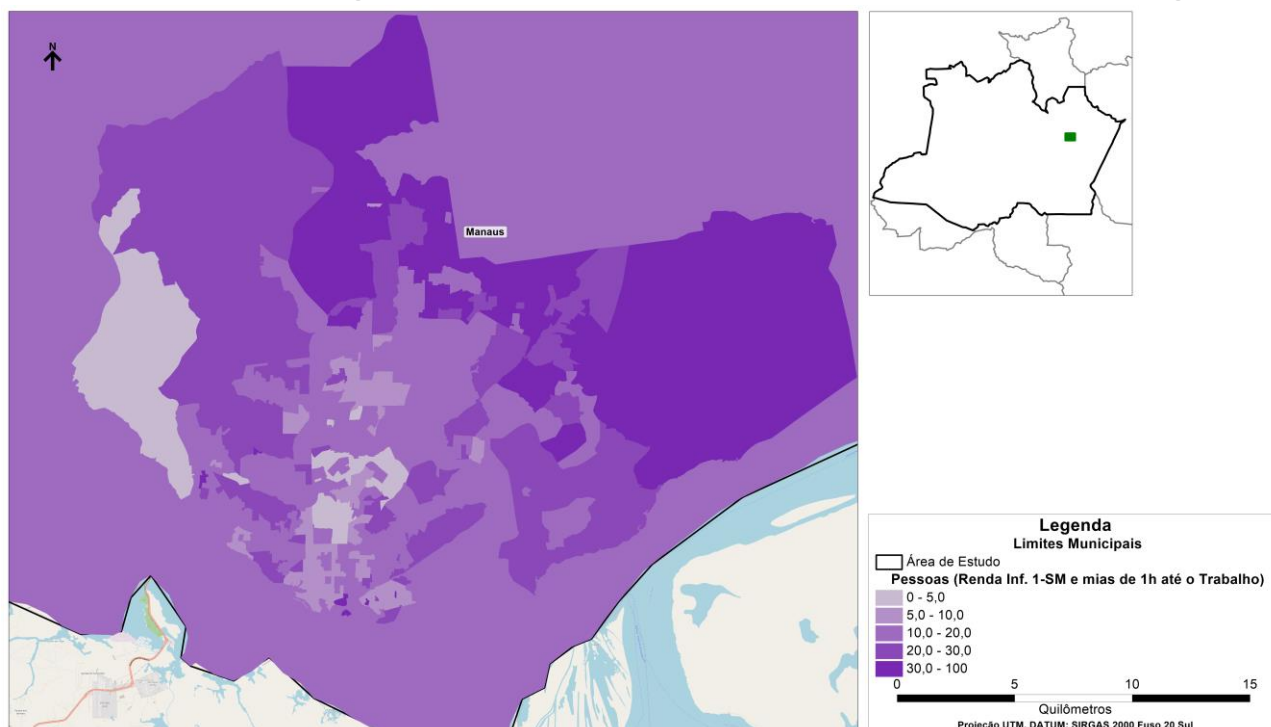 N
Manaus
Legenda
Limites Municipais
Área de Estudo
Pessoas (Renda Inf. 1-SM e mias de 1h até o Trabalho)
0 - 5,0
5,0 - 10,0
10,0 - 20,0
20,0 - 30,0
30,0 - 100
0 5 10 15
Quilômetros
Projeção UTM, DATUM: SIRGAS 2000 Fuso 20 Sul